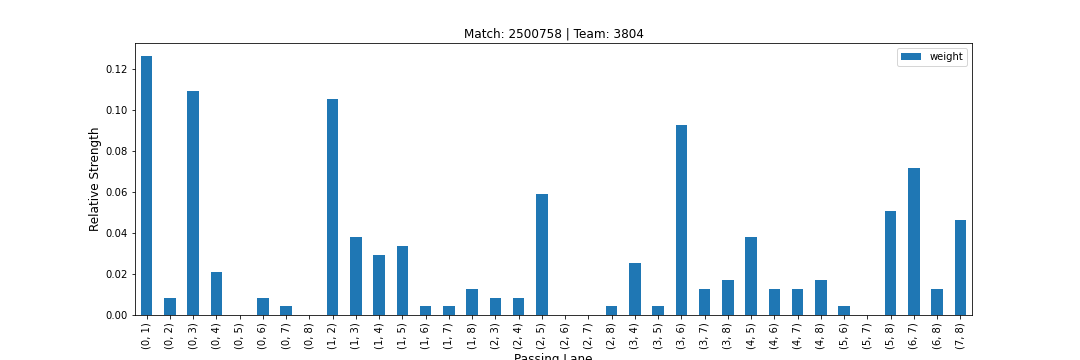 Match: 2500758 | Team: 3804
weight
Relative Strength
0.12
0.10
0.08
0.06
0.04
0.02
0.00
(0, 1) (0, 2) (0, 3) (0, 4) (0, 5) (0, 6) (0, 7) (0, 8) (1, 2) (1, 3) (1, 4) (1, 5) (1, 6) (1, 7) (1, 8) (2, 3) (2, 4) (2, 5) (2, 6) (2, 7) (2, 8) (3, 4) (3, 5) (3, 6) (3, 7) (3, 8) (4, 5) (4, 6) (4, 7) (4, 8) (5, 6) (5, 7) (5, 8) (6, 7) (6, 8) (7, 8)
Passing Lane